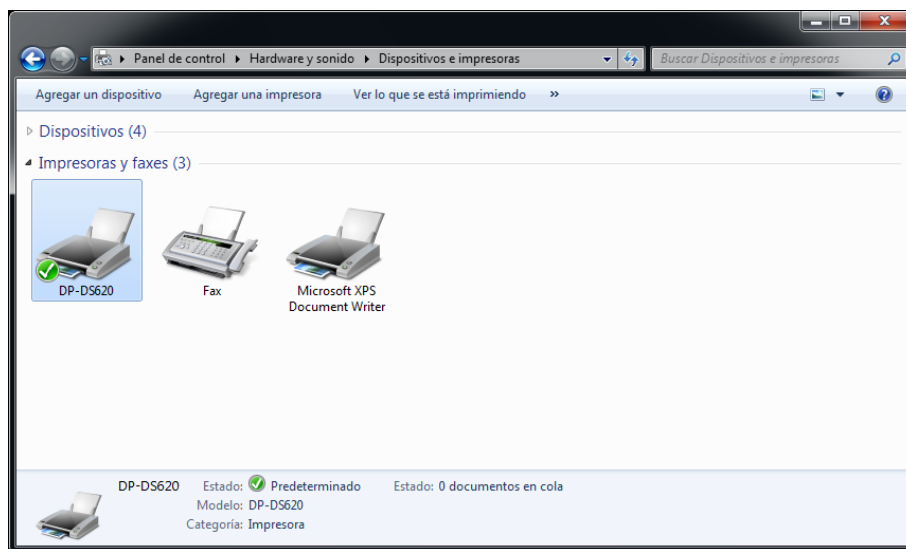 Panel de control Hardware y sonido Dispositivos e impresoras Buscar Dispositivos e impresoras
Agregar un dispositivo Agregar una impresora Ver lo que se está imprimiendo »
Dispositivos (4)
Impresoras y faxes (3)
DP-DS620 Fax Microsoft XPS
Document Writer
DP-DS620 Estado: Predeterminado Estado: 0 documentos en cola
Modelo: DP-DS620
Categoría: Impresora